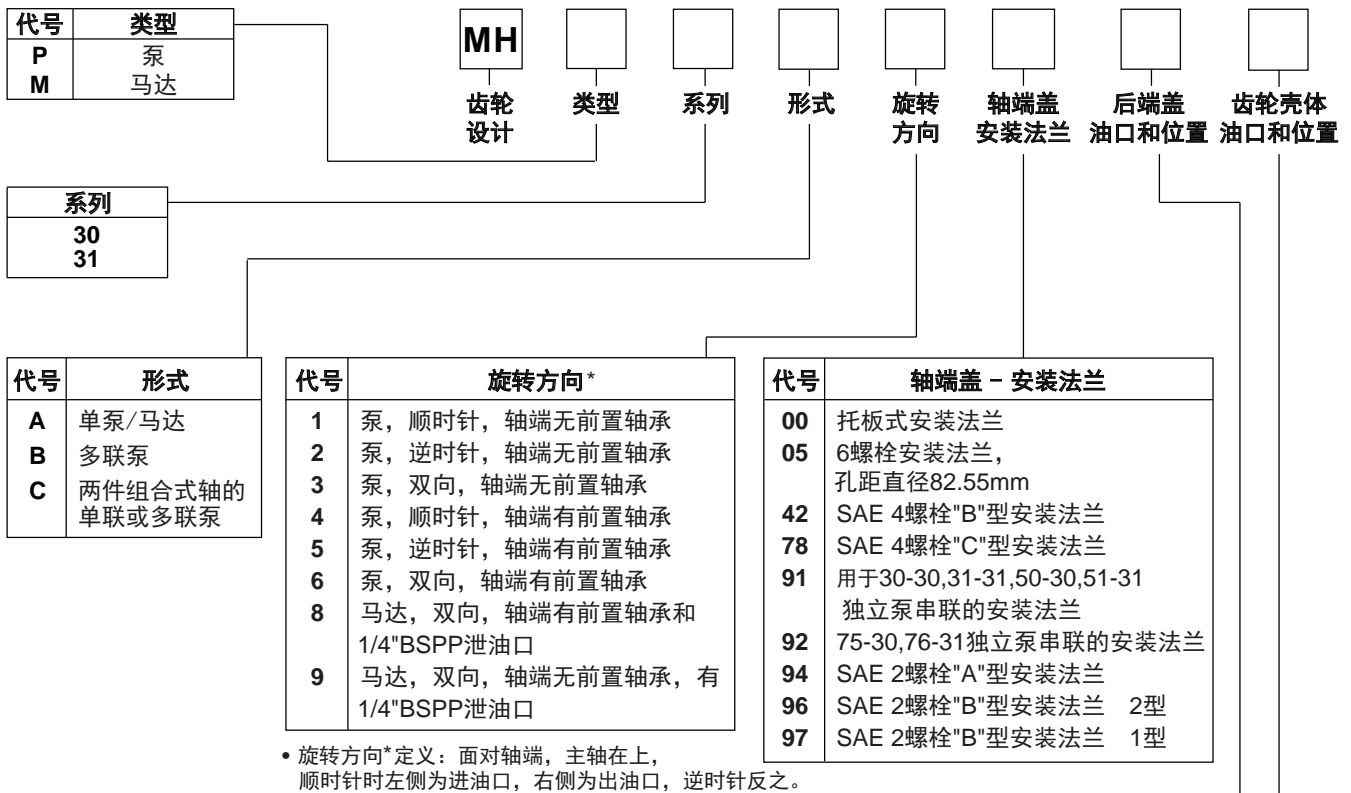 代号 类型
P 泵
M 马达
MH
齿轮设计
类型
系列
形式
旋转方向
轴端盖安装法兰
后端盖油口和位置
齿轮壳体油口和位置
系列
30
31
代号 形式
A 单泵/马达
B 多联泵
C 两件组合式轴的
单联或多联泵
代号 旋转方向*
1 泵，顺时针，轴端无前置轴承
2 泵，逆时针，轴端无前置轴承
3 泵，双向，轴端无前置轴承
4 泵，顺时针，轴端有前置轴承
5 泵，逆时针，轴端有前置轴承
6 泵，双向，轴端有前置轴承
8 马达，双向，轴端有前置轴承和
1/4"BSPP泄油口
9 马达，双向，轴端无前置轴承，有
1/4"BSPP泄油口
• 旋转方向*定义：面对轴端，主轴在上，
顺时针时左侧为进油口，右侧为出油口，逆时针反之。
代号 轴端盖 - 安装法兰
00 托板式安装法兰
05 6螺栓安装法兰，
孔距直径82.55mm
42 SAE 4螺栓"B"型安装法兰
78 SAE 4螺栓"C"型安装法兰
91 用于30-30,31-31,50-30,51-31
独立泵串联的安装法兰
92 75-30,76-31独立泵串联的安装法兰
94 SAE 2螺栓"A"型安装法兰
96 SAE 2螺栓"B"型安装法兰 2型
97 SAE 2螺栓"B"型安装法兰 1型